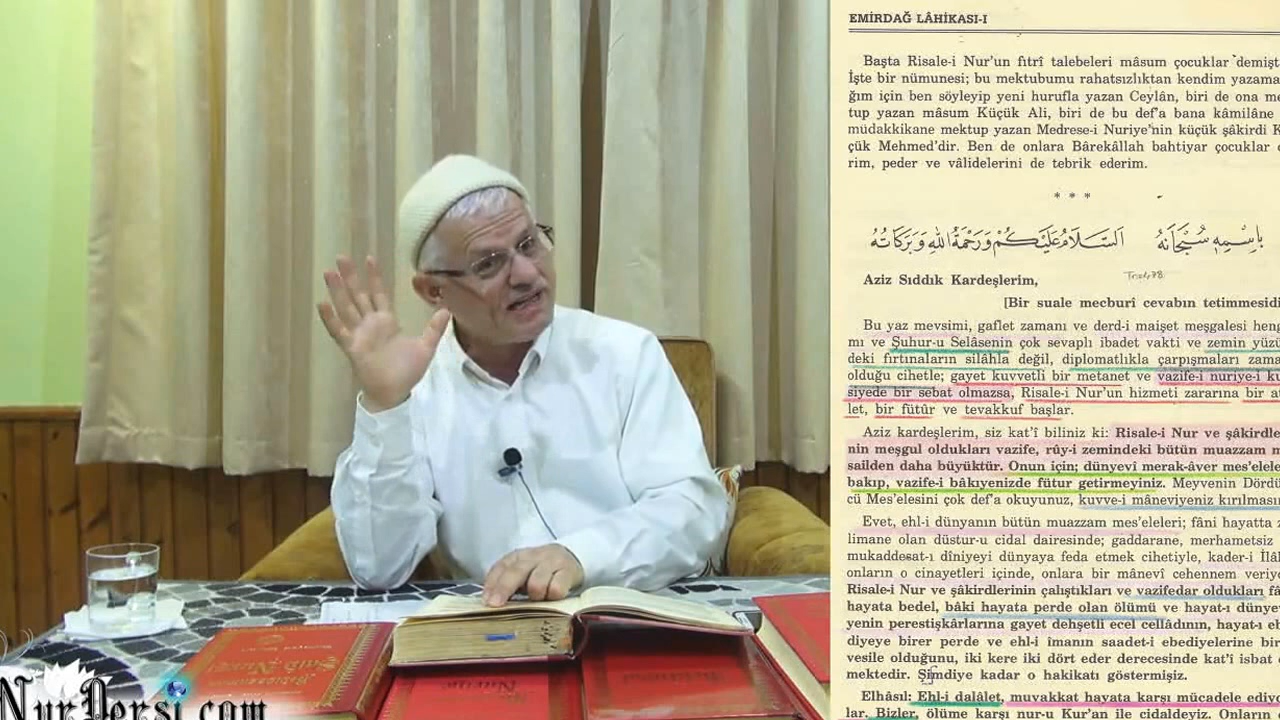 EMİRDAĞ LÂHİKASI-I
Başta Risale-i Nur'un fıtrî talebeleri mâsum çocuklar demişt
İşte bir nümunesi; bu mektubumu rahatsızlıktan kendim yazama
ğım için ben söyleyip yeni hurufla yazan Ceylân, biri de ona me
tup yazan mâsum Küçük Ali, biri de bu def'a bana kâmilâne
müdakkikane mektup yazan Medrese-i Nuriye'nin küçük şâkirdi K
çük Mehmed'dir. Ben de onlara Bârekâllah bahtiyar çocuklar d
rim, peder ve vâlidelerini de tebrik ederim.
* * *
بِاسْمِهِ سُبْحَانَهُ اَلسَّلَامُ عَلَيْكُمْ وَرَحْمَةُ اللهِ وَبَرَكَاتُهُ
Aziz Sıddık Kardeşlerim,
[Bir suale mecburi cevabın tetimmesidi
Bu yaz mevsimi, gaflet zamanı ve derd-i maişet meşgalesi heng
mı ve Şuhur-u Selâsenin çok sevaplı ibadet vakti ve zemin yüzü
deki fırtınaların silâhla değil, diplomatlıkla çarpışmaları zama
olduğu cihetle; gayet kuvvetli bir metanet ve vazife-i nuriye-i ku
siyede bir sebat olmazsa, Risale-i Nur'un hizmeti zararına bir at
let, bir fütûr ve tevakkuf başlar.
Aziz kardeşlerim, siz kat'î biliniz ki: Risale-i Nur ve şâkirdle
nin meşgul oldukları vazife, rûy-i zemindeki bütün muazzam m
sailden daha büyüktür. Onun için; dünyevî merak-âver mes'elele
bakıp, vazife-i bâkıyenizde fütur getirmeyiniz. Meyvenin Dördü
cü Mes'elesini çok def'a okuyunuz, kuvve-i mâneviyeniz kırılması
Evet, ehl-i dünyanın bütün muazzam mes'eleleri; fâni hayatta
limane olan düstur-u cidal dairesinde; gaddarane, merhametsiz
mukaddesat-ı dîniyeyi dünyaya feda etmek cihetiyle, kader-i İlâ
onların o cinayetleri içinde, onlara bir mânevî cehennem veriy
Risale-i Nur ve şâkirdlerinin çalıştıkları ve vazifedar oldukları fâ
hayata bedel, bâki hayata perde olan ölümü ve hayat-ı dünye
yenin perestişkârlarına gayet dehşetli ecel cellâdının, hayat-ı eb
diyeye birer perde ve ehl-i îmanın saadet-i ebediyelerine bir
vesile olduğunu, iki kere iki dört eder derecesinde kat'î isbat
mektedir. Şimdiye kadar o hakikatı göstermişiz.
Elhâsıl: Ehl-i dalâlet, muvakkat hayata karşı mücadele ediyo
lar. Bizler, ölüme karşı nur-u Kur'an ile cidaldeyiz. Onların
NurDersi.com